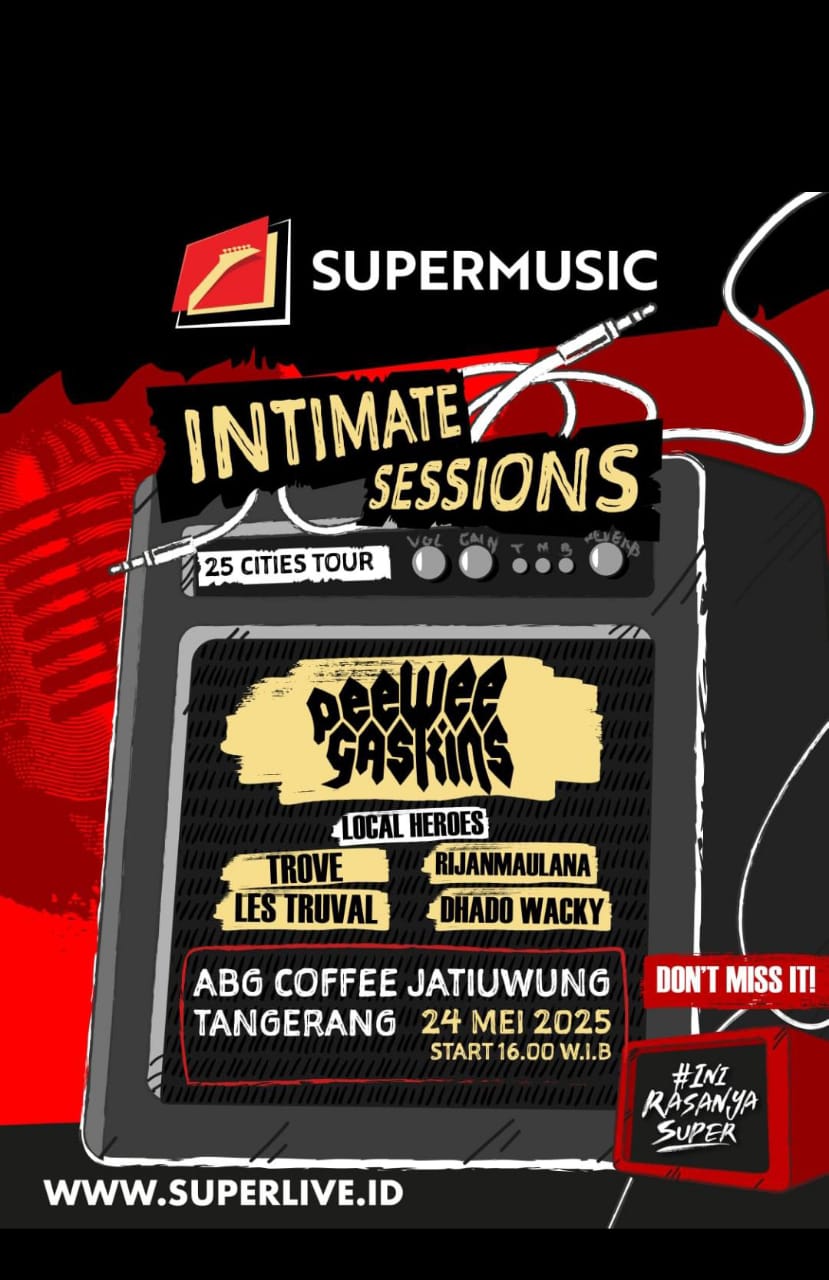 SUPERMUSIC
INTIMATE
SESSIONS
25 CITIES TOUR
VOL GAIN T M B REVERB
PEEWEE
GASKINS
LOCAL HEROES
TROVE
RIJANMAULANA
LES TRUVAL
DHADO WACKY
ABG COFFEE JATIUWUNG
TANGERANG 24 MEI 2025
START 16.00 W.I.B
DON'T MISS IT!
#INI
RASANYA
SUPER
WWW.SUPERLIVE.ID